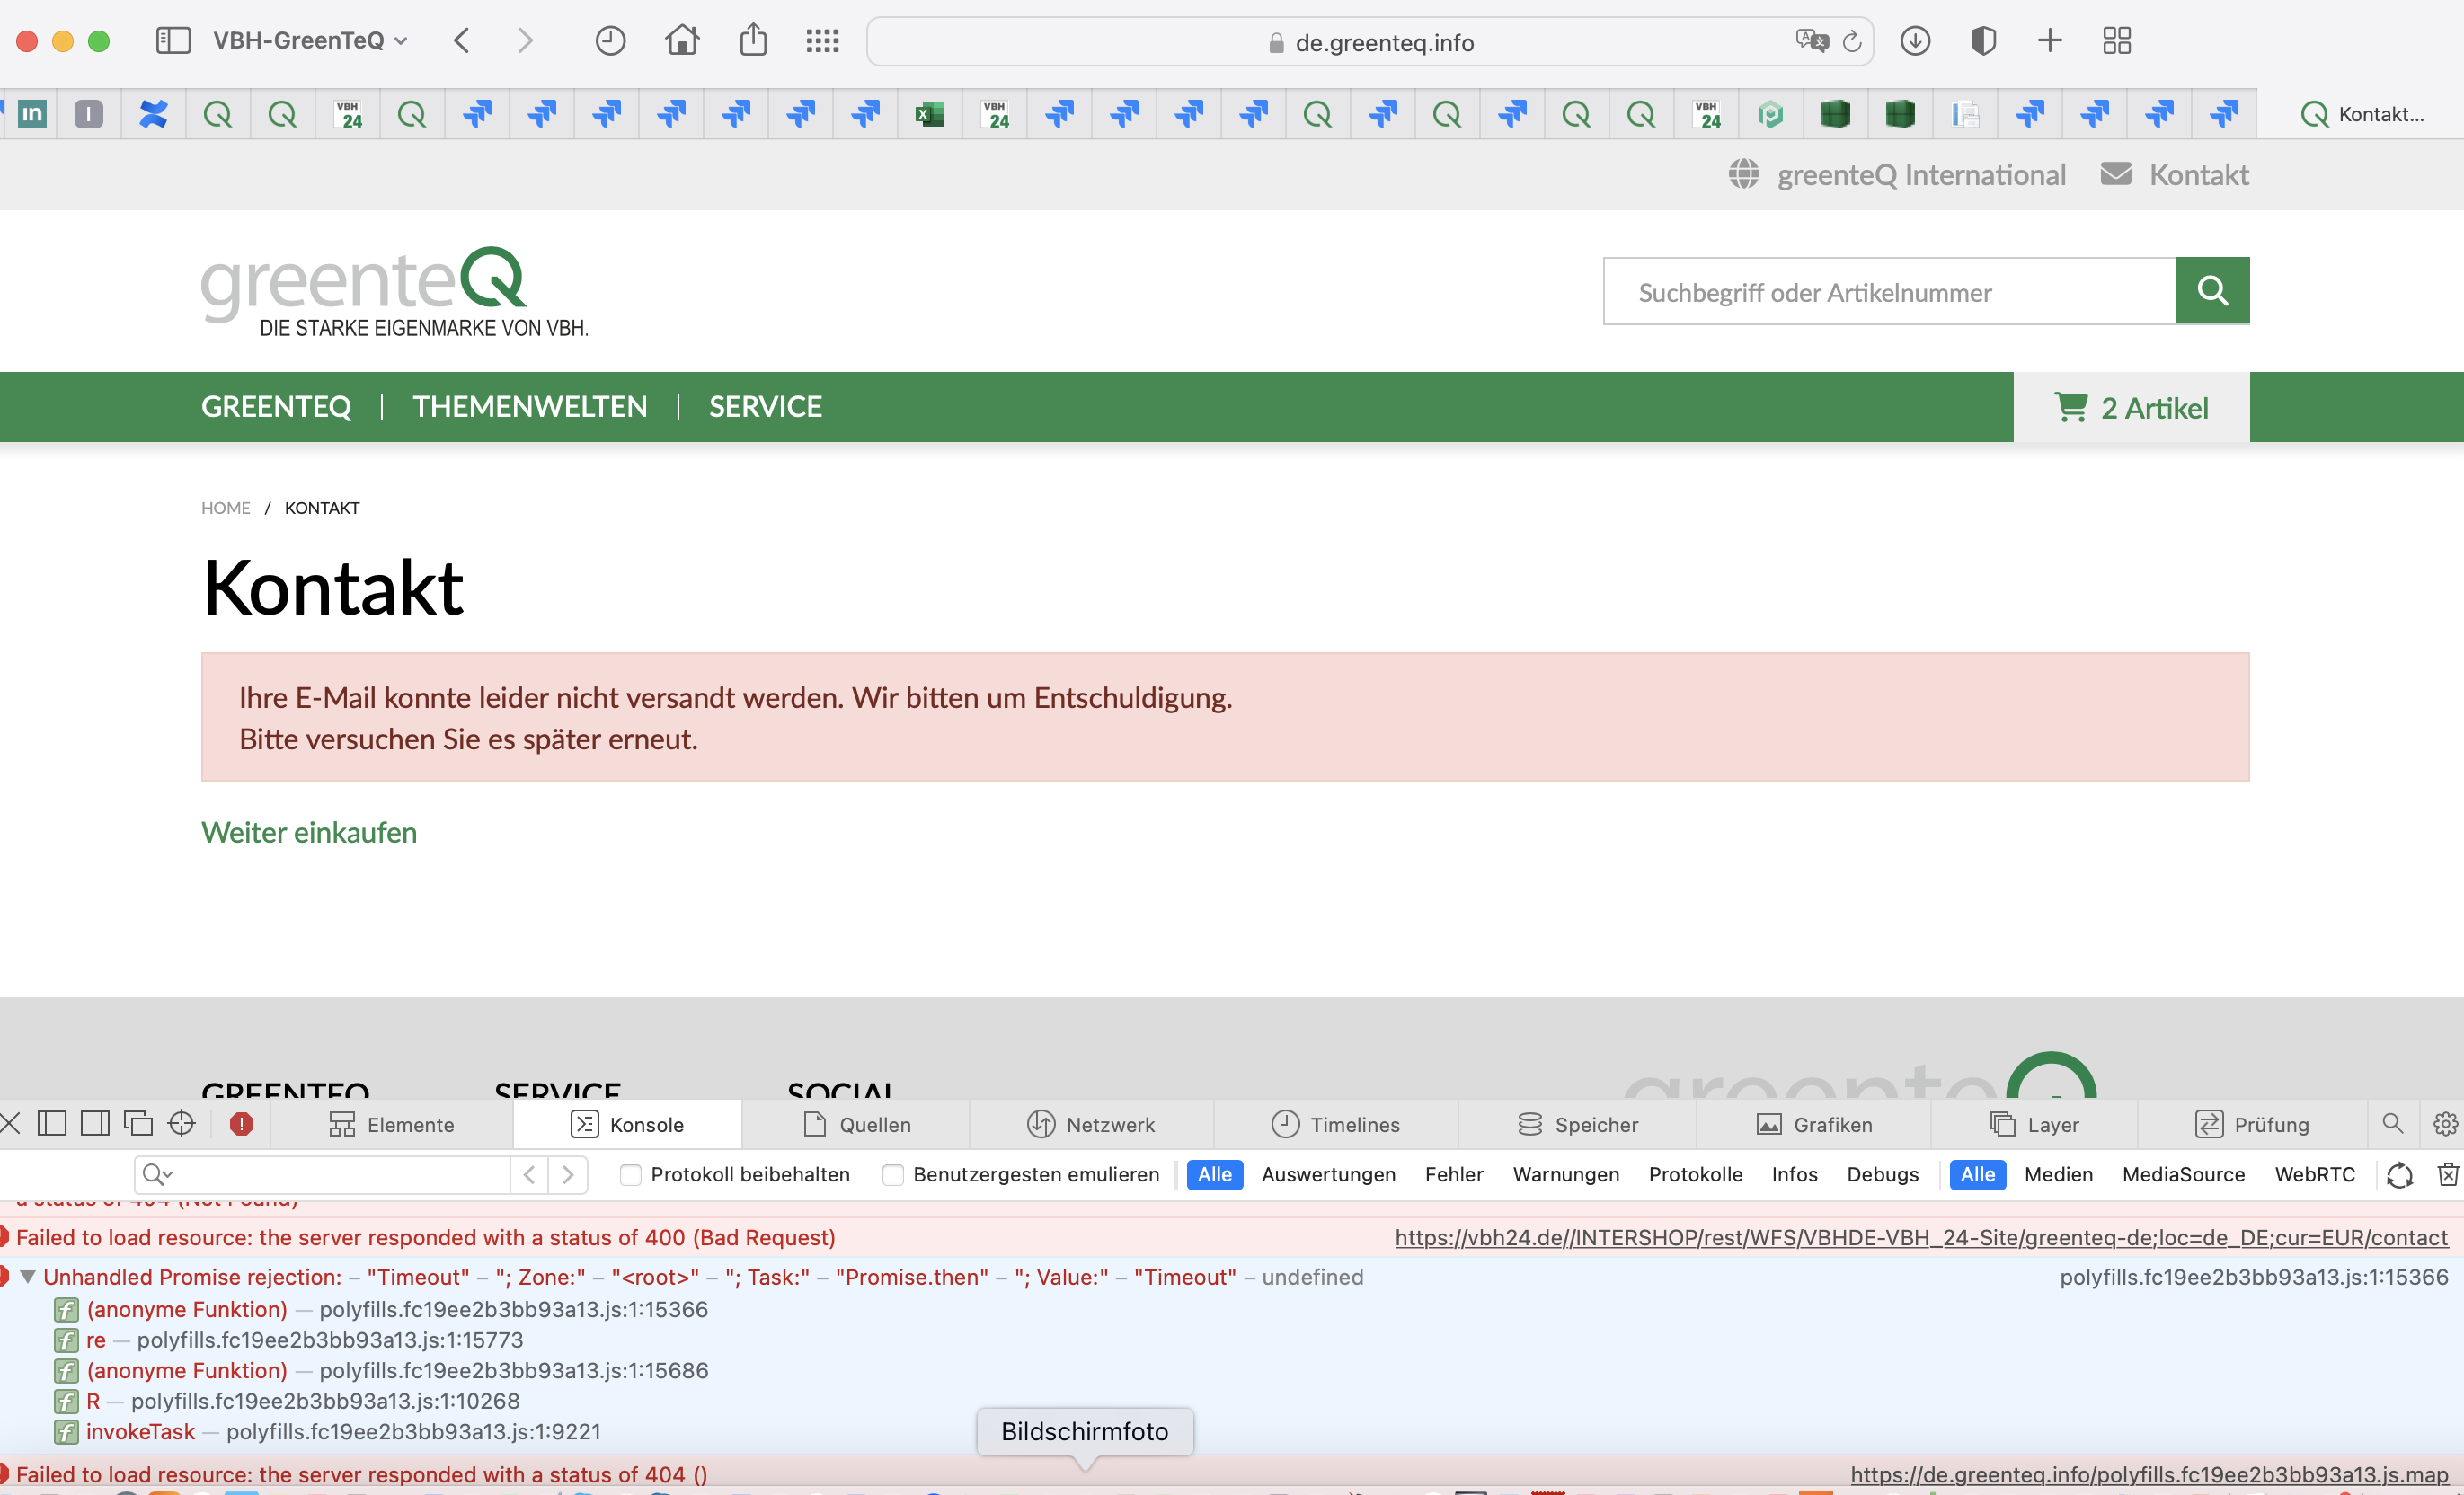 VBH-GreenTeQ
de.greenteq.info
Kontakt...
greenteQ International
Kontakt
greenteQ
DIE STARKE EIGENMARKE VON VBH.
Suchbegriff oder Artikelnummer
GREENTEQ | THEMENWELTEN | SERVICE
2 Artikel
HOME / KONTAKT
Kontakt
Ihre E-Mail konnte leider nicht versandt werden. Wir bitten um Entschuldigung.
Bitte versuchen Sie es später erneut.
Weiter einkaufen
GREENTEQ SERVICE SOCIAL
greenteQ
Elemente Konsole Quellen Netzwerk Timelines Speicher Grafiken Layer Prüfung
Protokoll beibehalten Benutzergesten emulieren Alle Auswertungen Fehler Warnungen Protokolle Infos Debugs Alle Medien MediaSource WebRTC
a status of 404 (Not Found)
Failed to load resource: the server responded with a status of 400 (Bad Request) https://vbh24.de//INTERSHOP/rest/WFS/VBHDE-VBH_24-Site/greenteq-de;loc=de_DE;cur=EUR/contact
Unhandled Promise rejection: – "Timeout" – "; Zone:" – "<root>" – "; Task:" – "Promise.then" – "; Value:" – "Timeout" – undefined polyfills.fc19ee2b3bb93a13.js:1:15366
f (anonyme Funktion) — polyfills.fc19ee2b3bb93a13.js:1:15366
f re — polyfills.fc19ee2b3bb93a13.js:1:15773
f (anonyme Funktion) — polyfills.fc19ee2b3bb93a13.js:1:15686
f R — polyfills.fc19ee2b3bb93a13.js:1:10268
f invokeTask — polyfills.fc19ee2b3bb93a13.js:1:9221
Bildschirmfoto
Failed to load resource: the server responded with a status of 404 () https://de.greenteq.info/polyfills.fc19ee2b3bb93a13.js.map